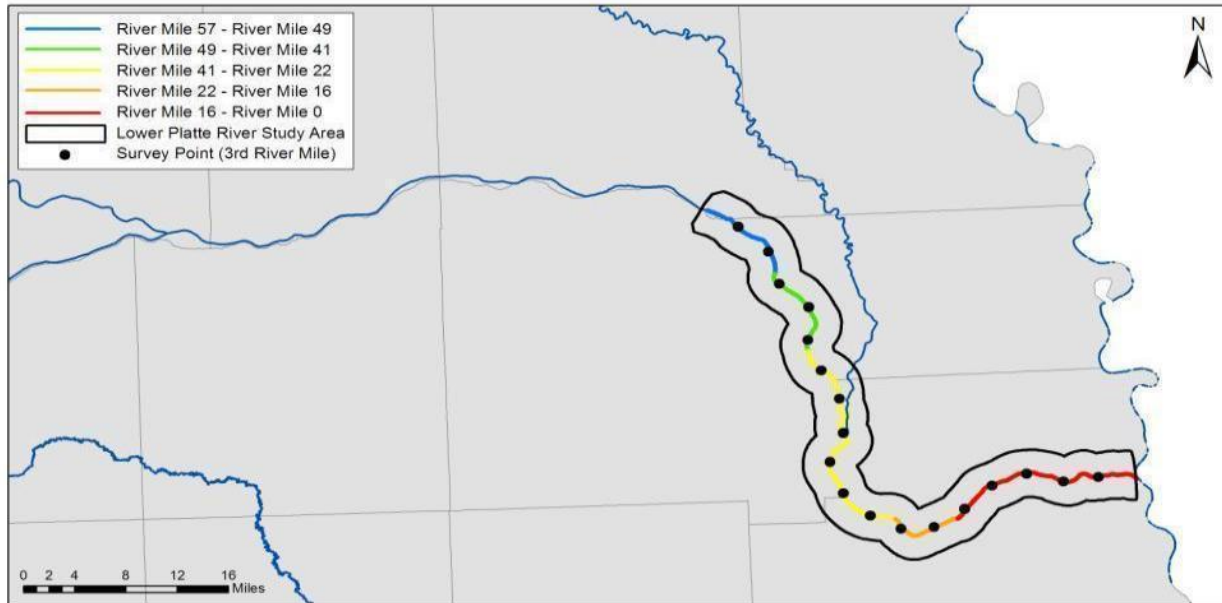 River Mile 57 - River Mile 49
River Mile 49 - River Mile 41
River Mile 41 - River Mile 22
River Mile 22 - River Mile 16
River Mile 16 - River Mile 0
Lower Platte River Study Area
Survey Point (3rd River Mile)
N
0 2 4 8 12 16
Miles